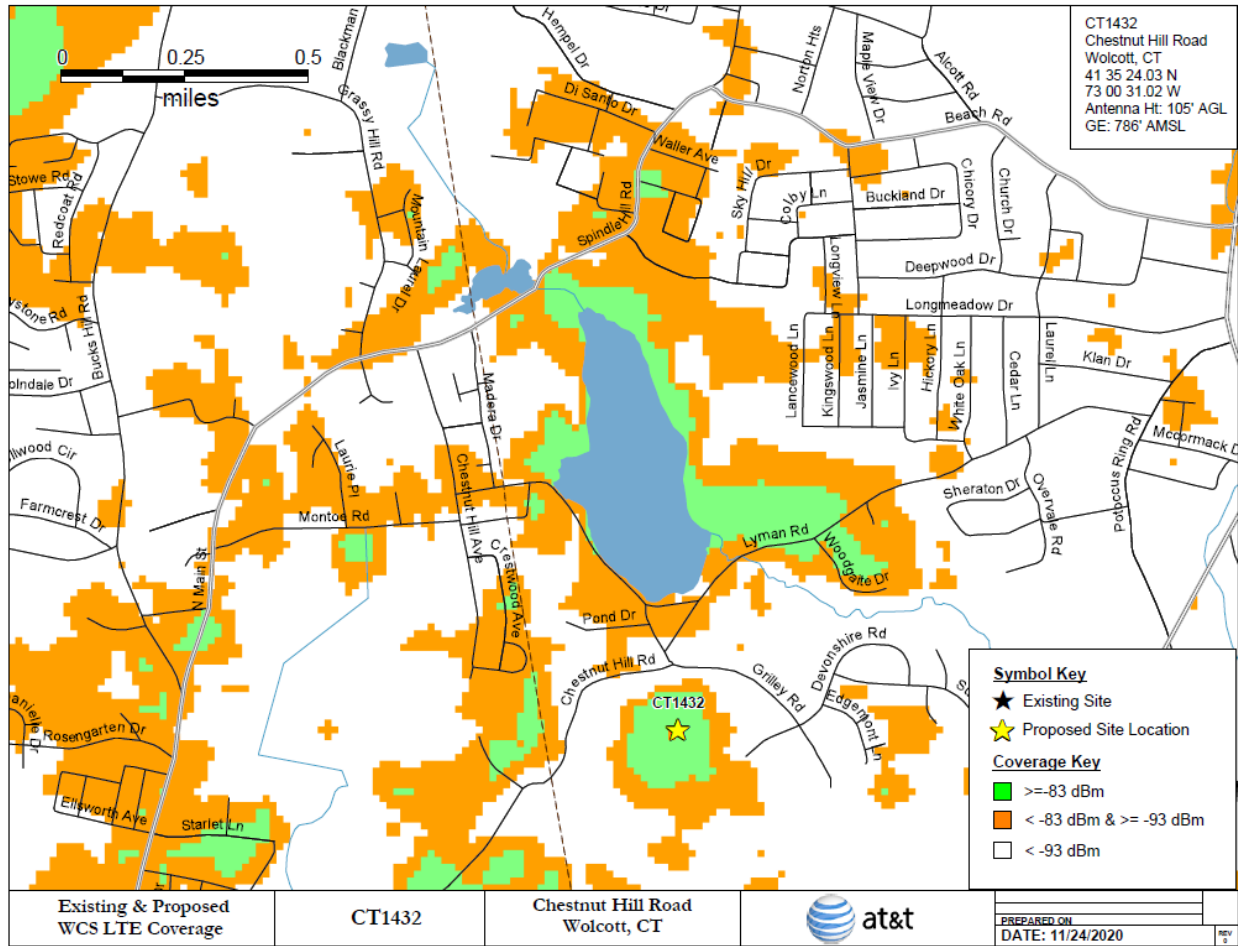 0
0.25
0.5
miles
Blackman
Hempel Dr
Norton Hts
Maple View Dr
Alcott Rd
CT1432
Chestnut Hill Road
Wolcott, CT
41 35 24.03 N
73 00 31.02 W
Antenna Ht: 105' AGL
GE: 786' AMSL
Grassy Hill Rd
Di Santo Dr
Beach Rd
Waller Ave
Stowe Rd
Redcoat Rd
Mountain Laurel Dr
Spindle Hill Rd
Sky Hill Dr
Colby Ln
Buckland Dr
Chicory Dr
Church Dr
Longview Ln
Deepwood Dr
ystone Rd
Bucks Hill Rd
Longmeadow Dr
Lancewood Ln
Kingswood Ln
Jasmine Ln
Ivy Ln
Hickory Ln
White Oak Ln
Cedar Ln
Laurel Ln
Klan Dr
Madera Dr
llwood Cir
Laurie Pl
Chestnut Hill Ave
Potoccus Ring Rd
Mccormack D
Farmcrest Dr
Montoe Rd
Sheraton Dr
Overvale Rd
Lyman Rd
Woodgate Dr
N Main St
Crestwood Ave
Pond Dr
Chestnut Hill Rd
Grilley Rd
Devonshire Rd
Edgemont Ln
CT1432
Rosengarten Dr
Ellsworth Ave
Starlet Ln
Symbol Key
Existing Site
Proposed Site Location
Coverage Key
>=-83 dBm
< -83 dBm & >= -93 dBm
< -93 dBm
Existing & Proposed
WCS LTE Coverage
CT1432
Chestnut Hill Road
Wolcott, CT
at&t
PREPARED ON
DATE: 11/24/2020
REV
0